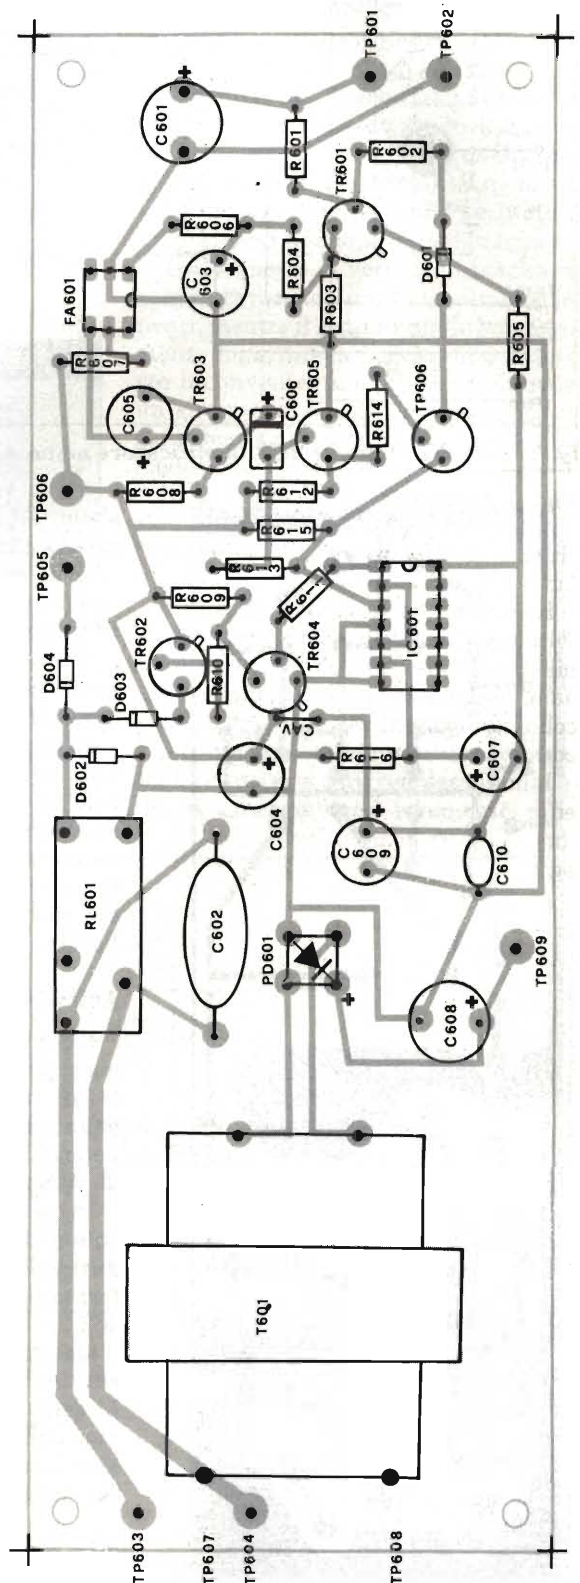 TP601
TP602
+
C601
R601
TR601
R602
R606
C603
+
R604
R603
D601
FA601
R605
R607
TR603
C606
+
TR605
TP606
C605
+
R614
TP606
R608
R612
R615
TP605
R613
R609
R611
IC601
D604
TR602
R610
TR604
D603
CAV.
D602
C604
+
R616
C607
+
C609
+
C610
RL601
C602
PD601
+
TP609
C608
+
T601
TP603
TP607
TP604
TP608